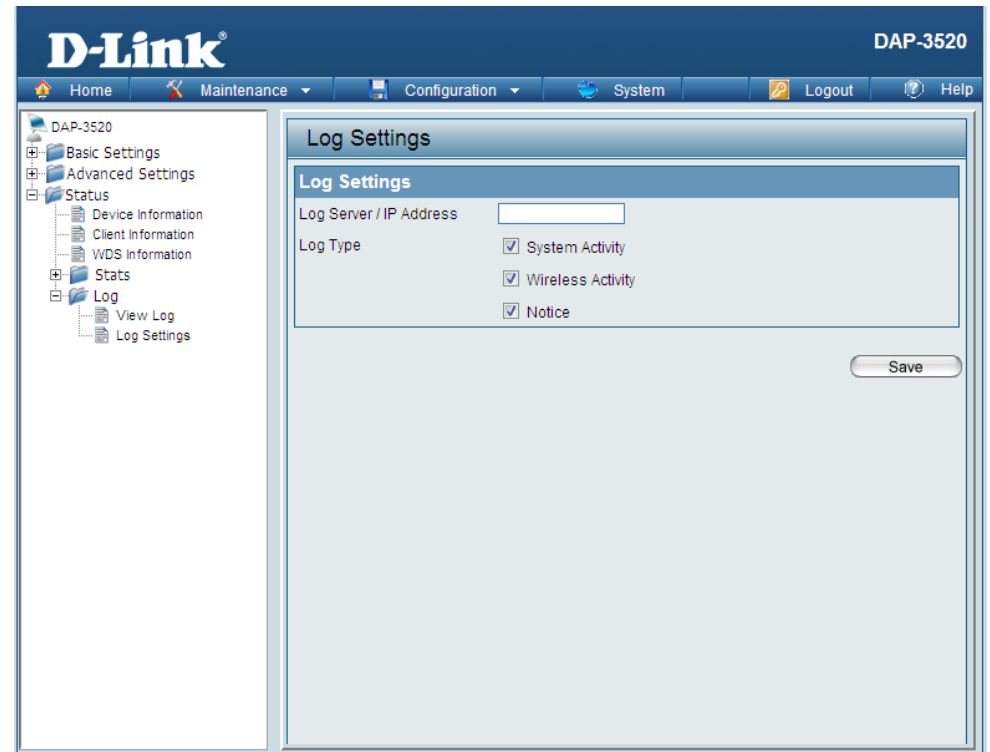 D-Link®
DAP-3520
Home Maintenance Configuration System Logout Help
DAP-3520
Basic Settings
Advanced Settings
Status
Device Information
Client Information
WDS Information
Stats
Log
View Log
Log Settings
Log Settings
Log Settings
Log Server / IP Address
Log Type
System Activity
Wireless Activity
Notice
Save